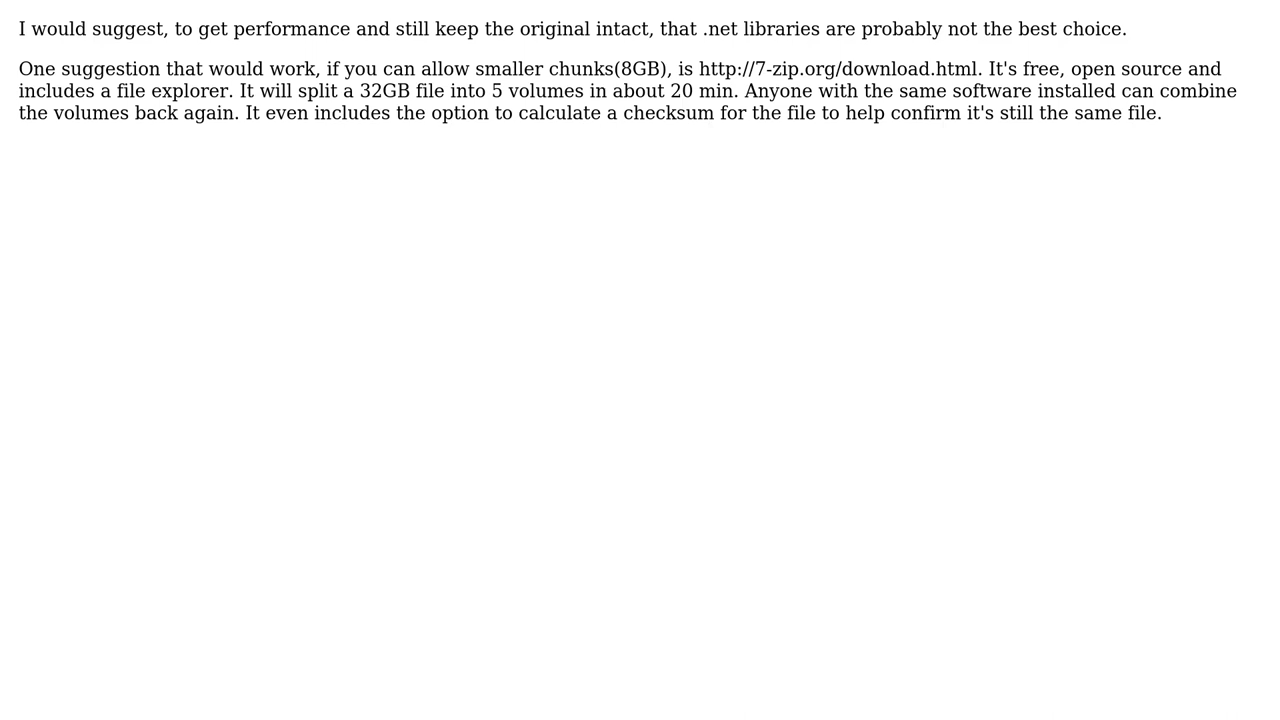 I would suggest, to get performance and still keep the original intact, that .net libraries are probably not the best choice.
One suggestion that would work, if you can allow smaller chunks(8GB), is http://7-zip.org/download.html. It's free, open source and
includes a file explorer. It will split a 32GB file into 5 volumes in about 20 min. Anyone with the same software installed can combine
the volumes back again. It even includes the option to calculate a checksum for the file to help confirm it's still the same file.